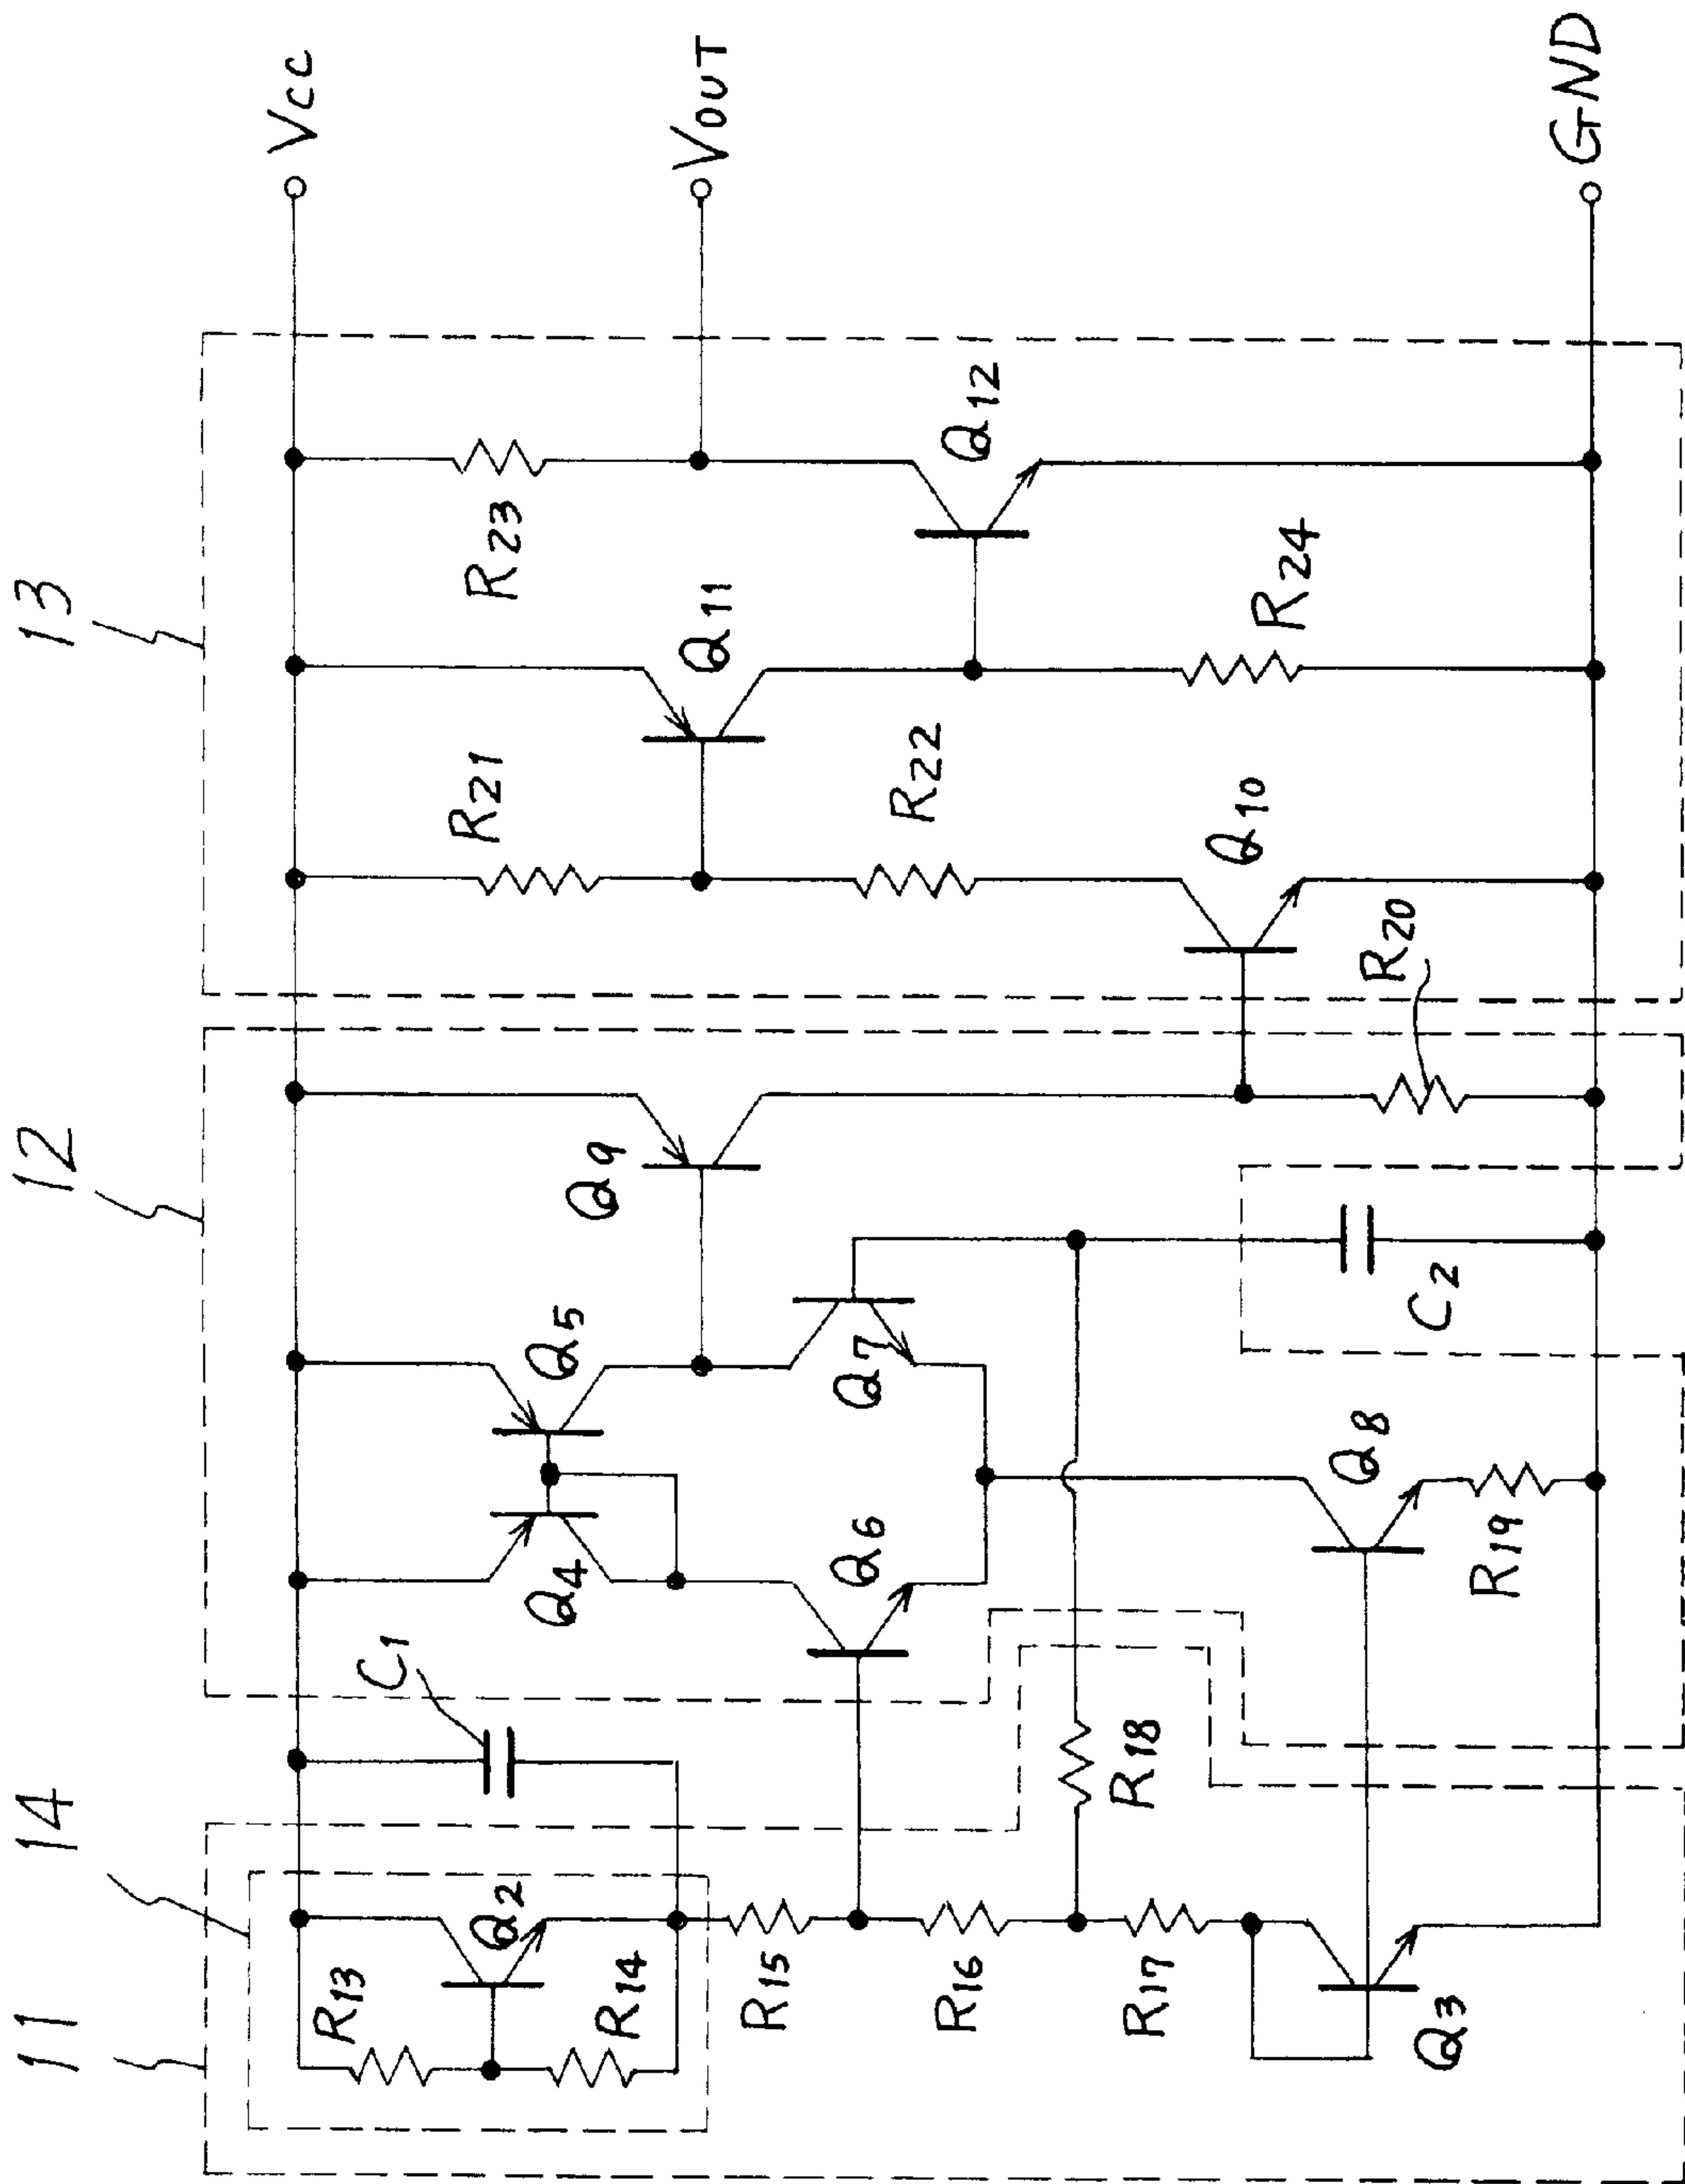 11
14
12
13
VCC
VOUT
GND
R13
Q2
R14
C1
R15
R16
R17
R18
Q3
Q4
Q5
Q6
Q7
Q8
R19
C2
Q9
R20
R21
R22
Q10
Q11
R23
Q12
R24